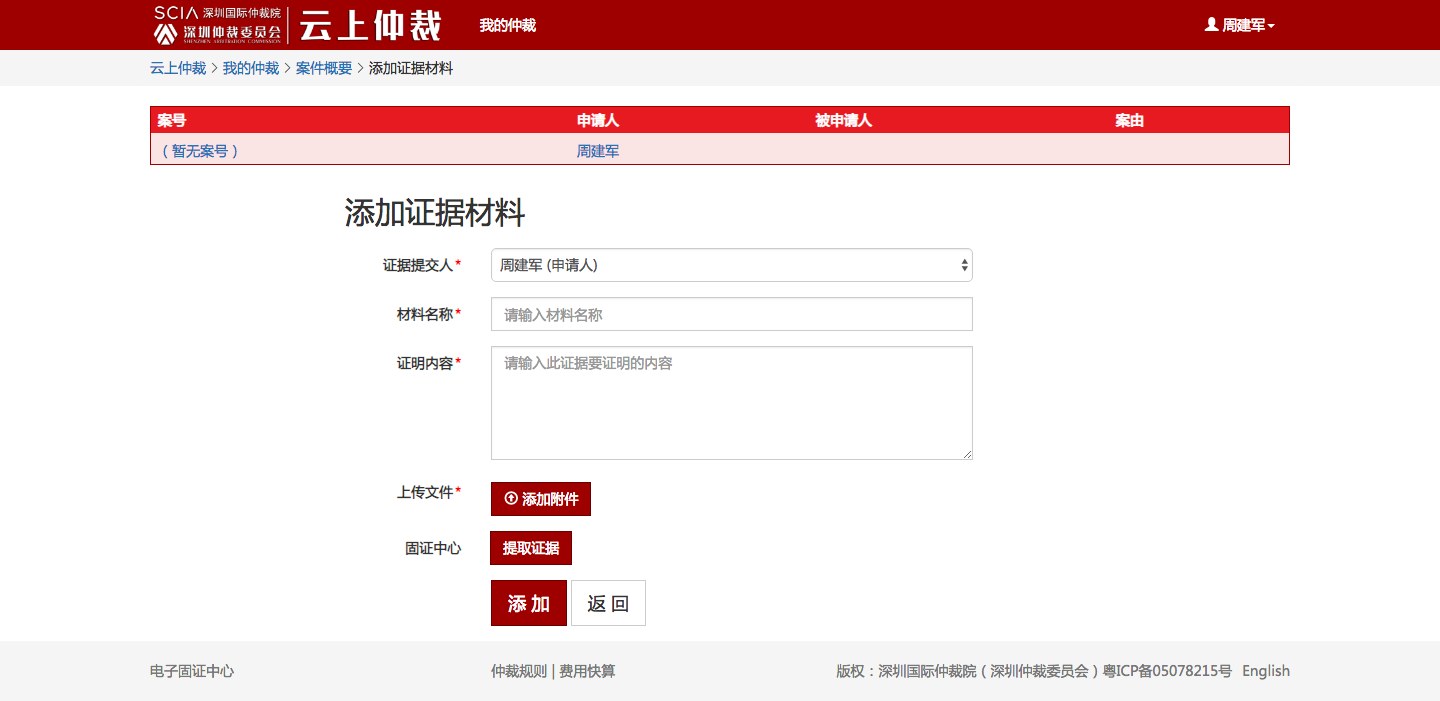 SCIA 深圳国际仲裁院
深圳仲裁委员会
SHENZHEN ARBITRATION COMMISSION
云上仲裁
我的仲裁
周建军
云上仲裁 > 我的仲裁 > 案件概要 > 添加证据材料
案号 申请人 被申请人 案由
（暂无案号） 周建军
添加证据材料
证据提交人* 周建军 (申请人)
材料名称* 请输入材料名称
证明内容* 请输入此证据要证明的内容
上传文件* 添加附件
固证中心 提取证据
添 加 返 回
电子固证中心 仲裁规则 | 费用快算 版权：深圳国际仲裁院（深圳仲裁委员会）粤ICP备05078215号 English